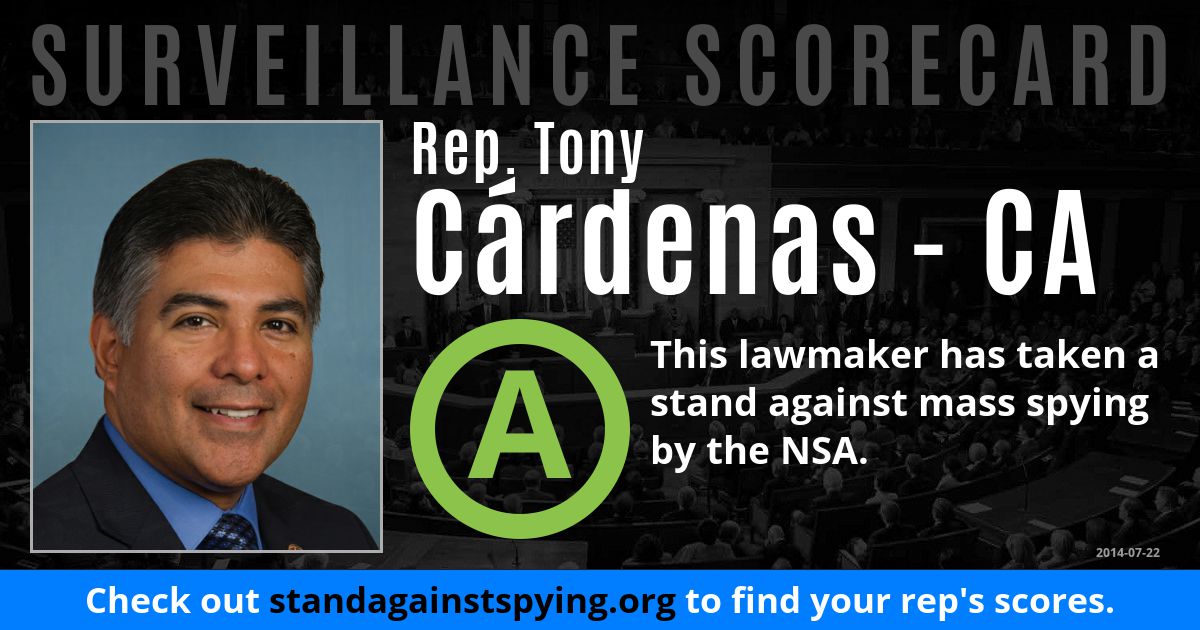 SURVEILLANCE SCORECARD
Rep. Tony
Cárdenas - CA
A
This lawmaker has taken a
stand against mass spying
by the NSA.
2014-07-22
Check out standagainstspying.org to find your rep's scores.